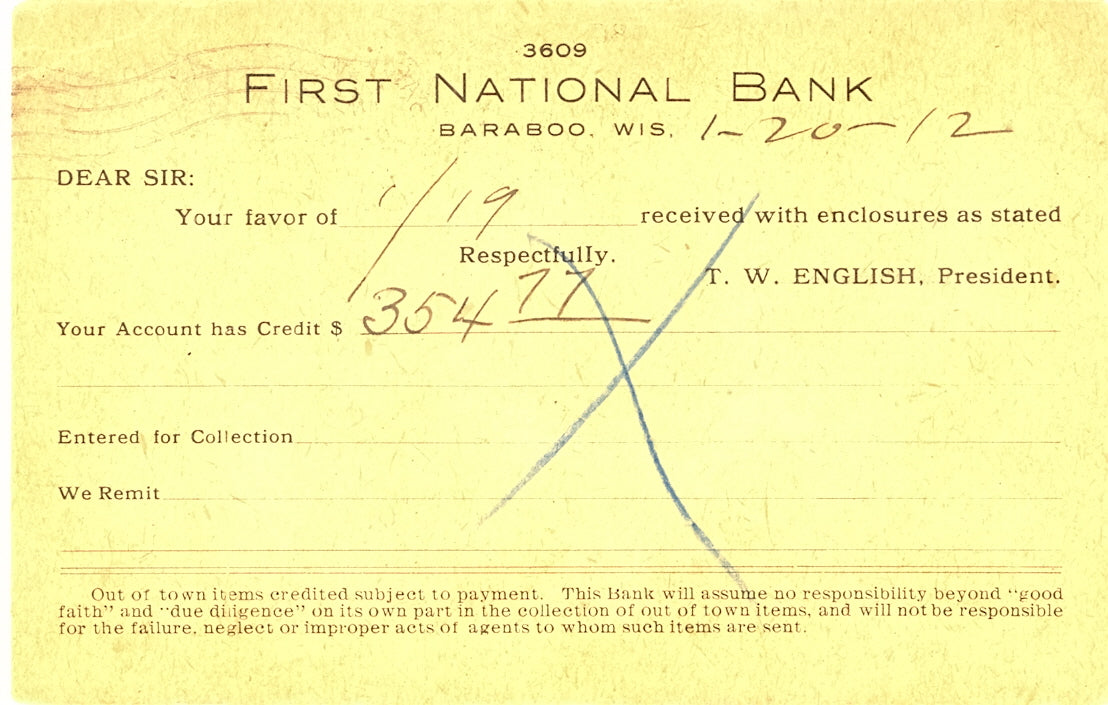 3609
FIRST NATIONAL BANK
BARABOO, WIS, 1-20-12
DEAR SIR:
Your favor of 1/19 received with enclosures as stated
Respectfully.
T. W. ENGLISH, President.
Your Account has Credit $ 354 77
Entered for Collection
We Remit
Out of town items credited subject to payment. This Bank will assume no responsibility beyond "good
faith" and "due diligence" on its own part in the collection of out of town items, and will not be responsible
for the failure, neglect or improper acts of agents to whom such items are sent.